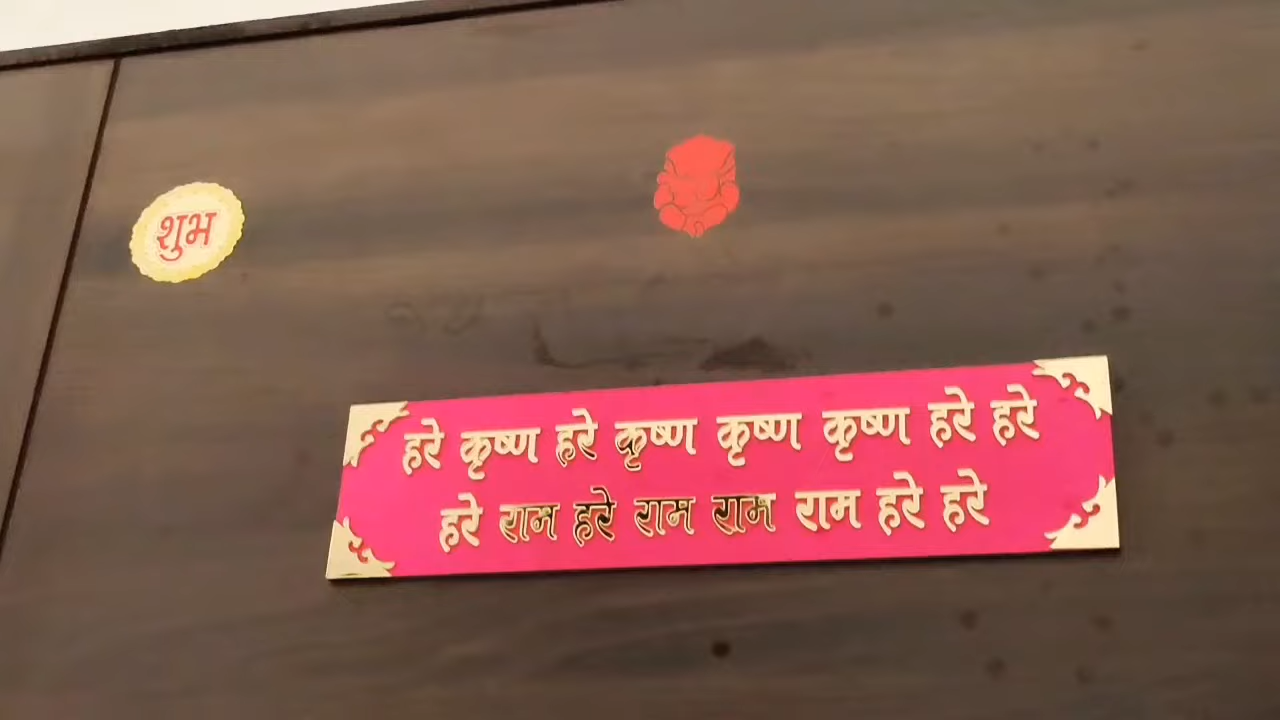 शुभ
हरे कृष्ण हरे कृष्ण कृष्ण कृष्ण हरे हरे
हरे राम हरे राम राम राम हरे हरे